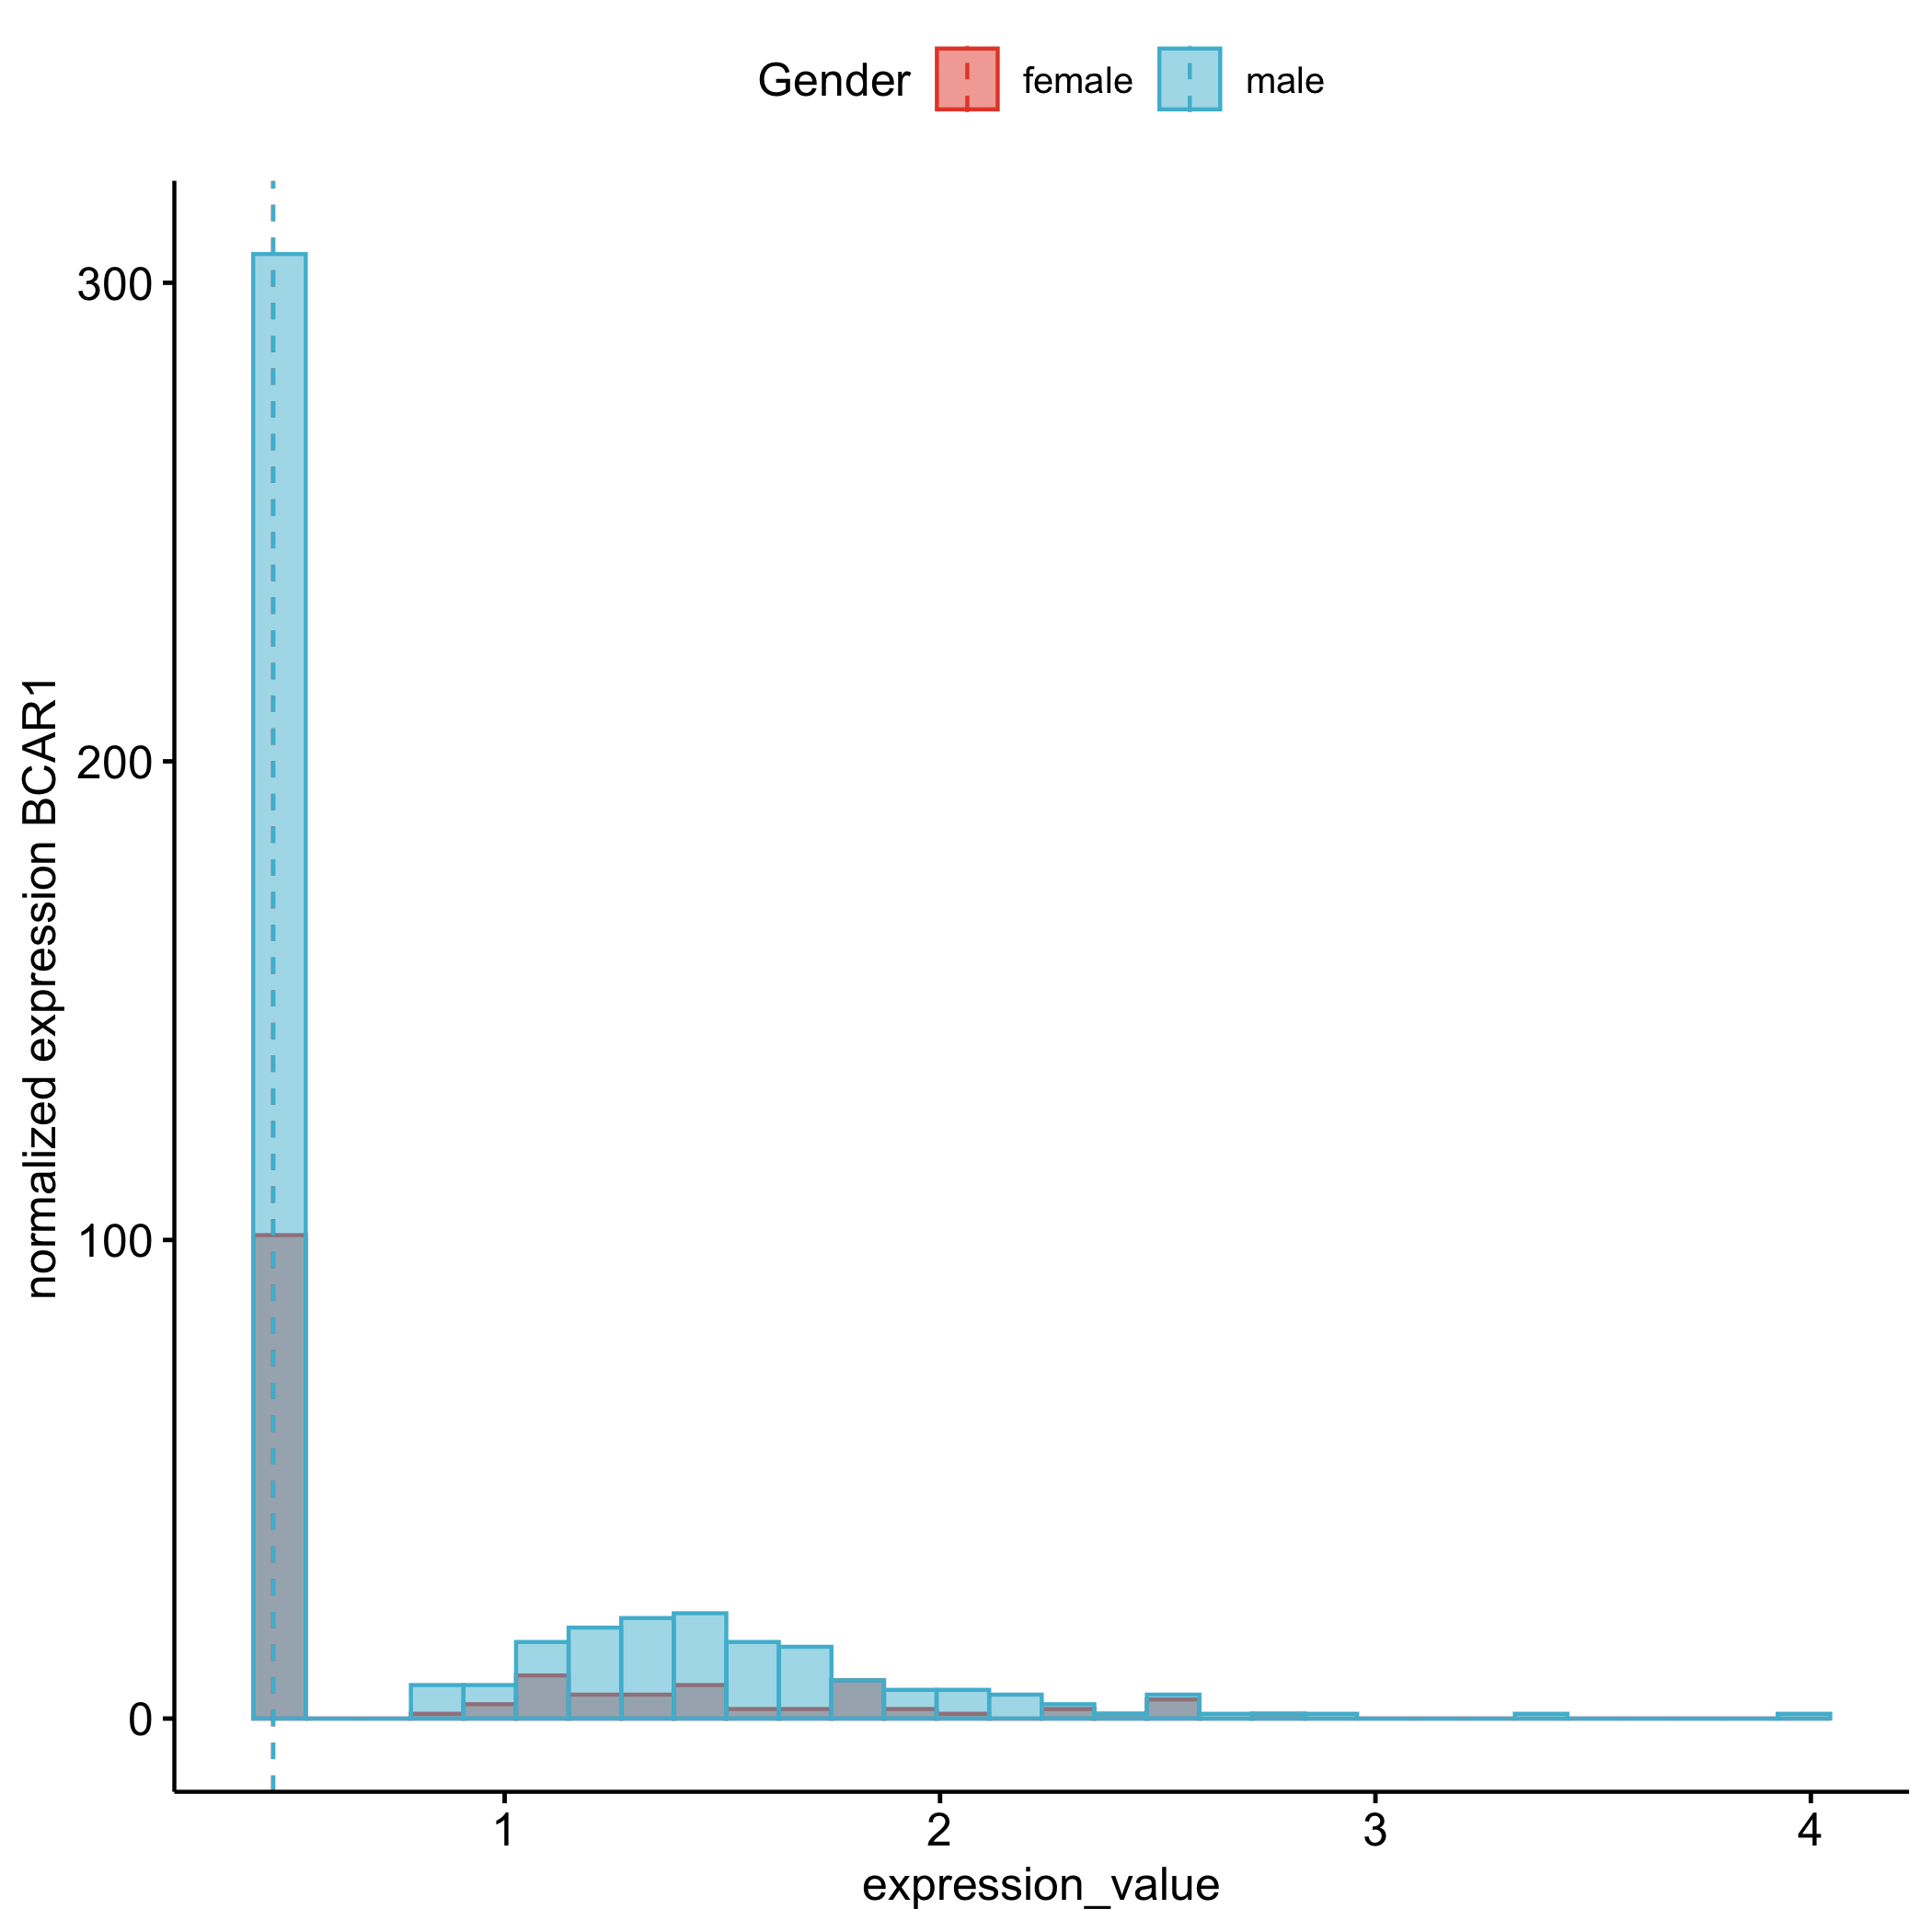 Gender female male
300
200
100
0
normalized expression BCAR1
1 2 3 4
expression_value